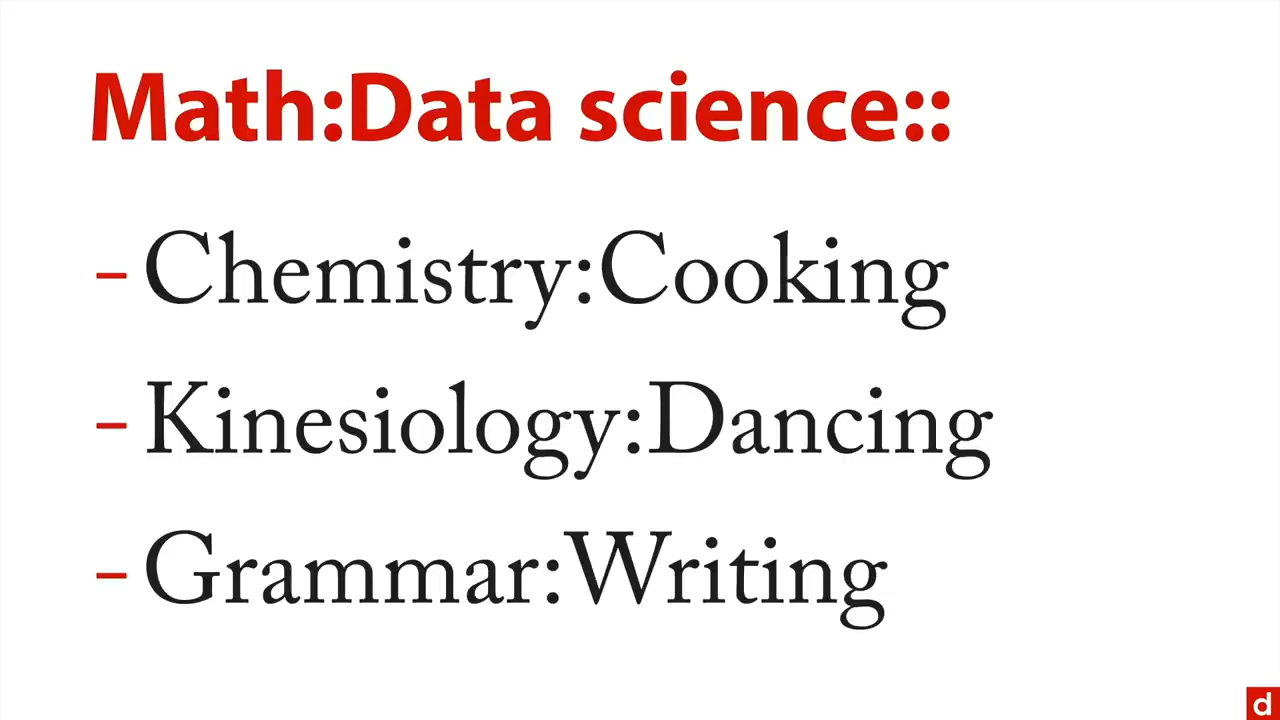 Math:Data science::
– Chemistry:Cooking
– Kinesiology:Dancing
– Grammar:Writing
d